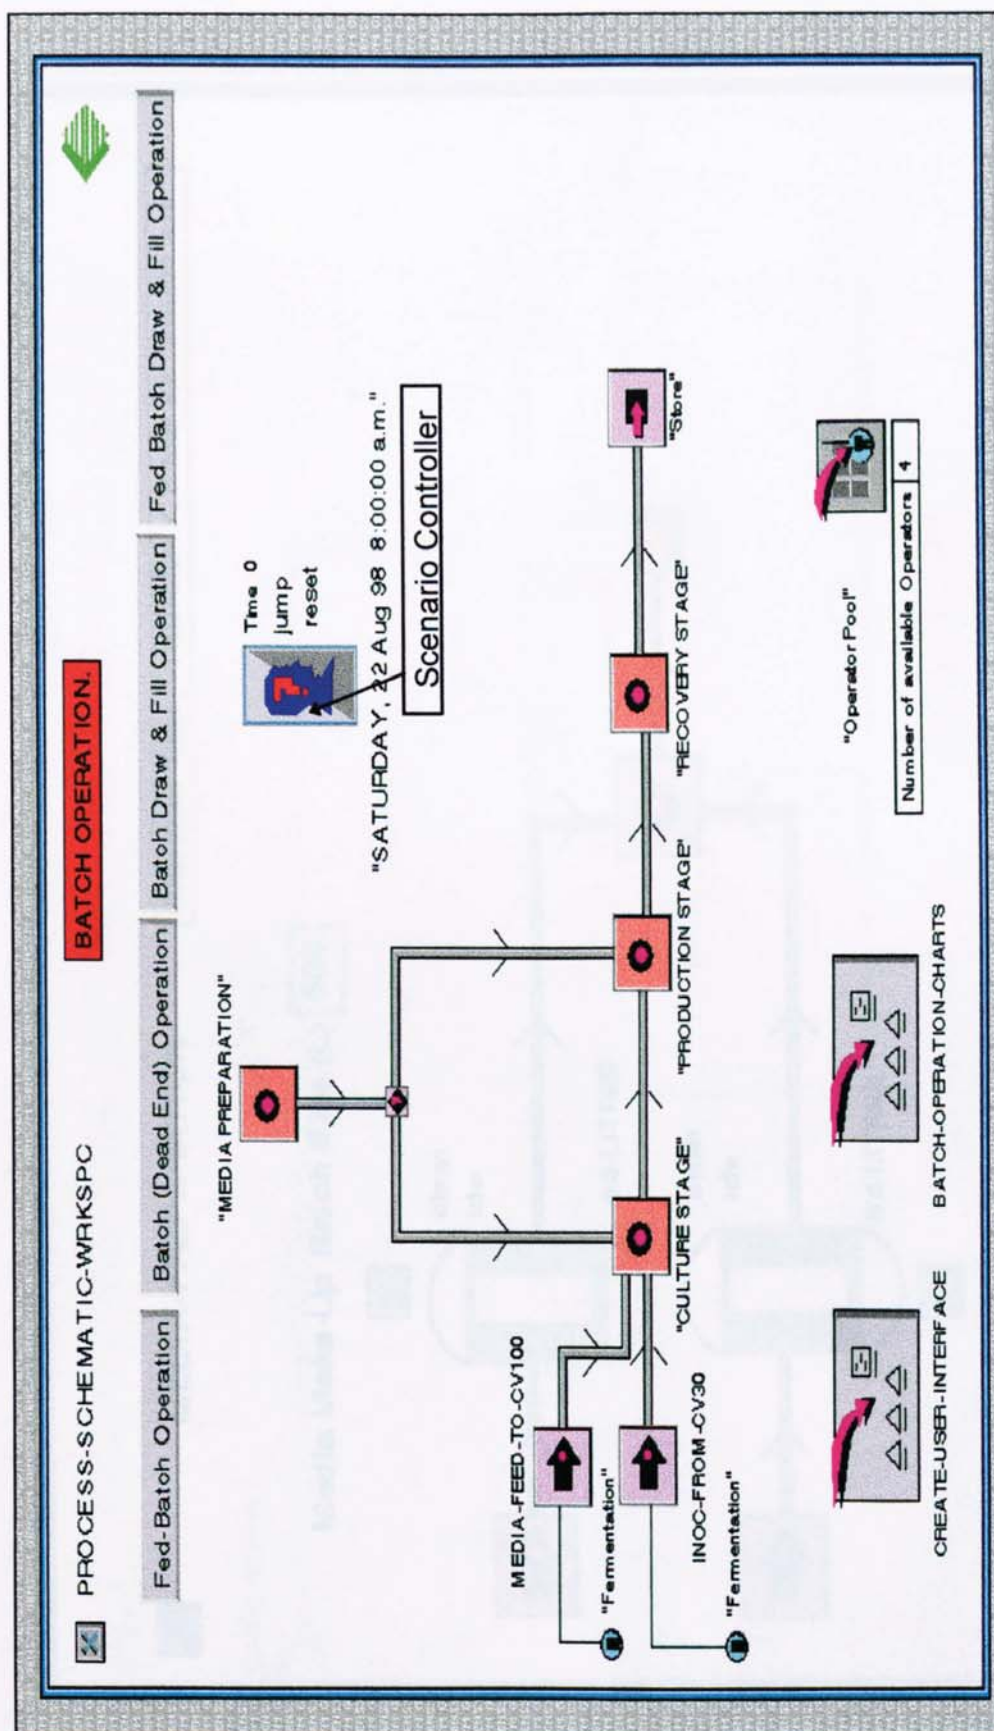 PROCESS-SCHEMATIC-WRKSPC
BATCH OPERATION.
Fed-Batch Operation
Batch (Dead End) Operation
Batch Draw & Fill Operation
Fed Batch Draw & Fill Operation
"MEDIA PREPARATION"
Time 0
jump
reset
"SATURDAY, 22 Aug 98 8:00:00 a.m."
Scenario Controller
MEDIA-FEED-TO-CV100
"Fermentation"
INOC-FROM-CV30
"Fermentation"
"CULTURE STAGE"
"PRODUCTION STAGE"
"RECOVERY STAGE"
"Store"
"Operator Pool"
Number of available Operators 4
CREATE-USER-INTERFACE
BATCH-OPERATION-CHARTS